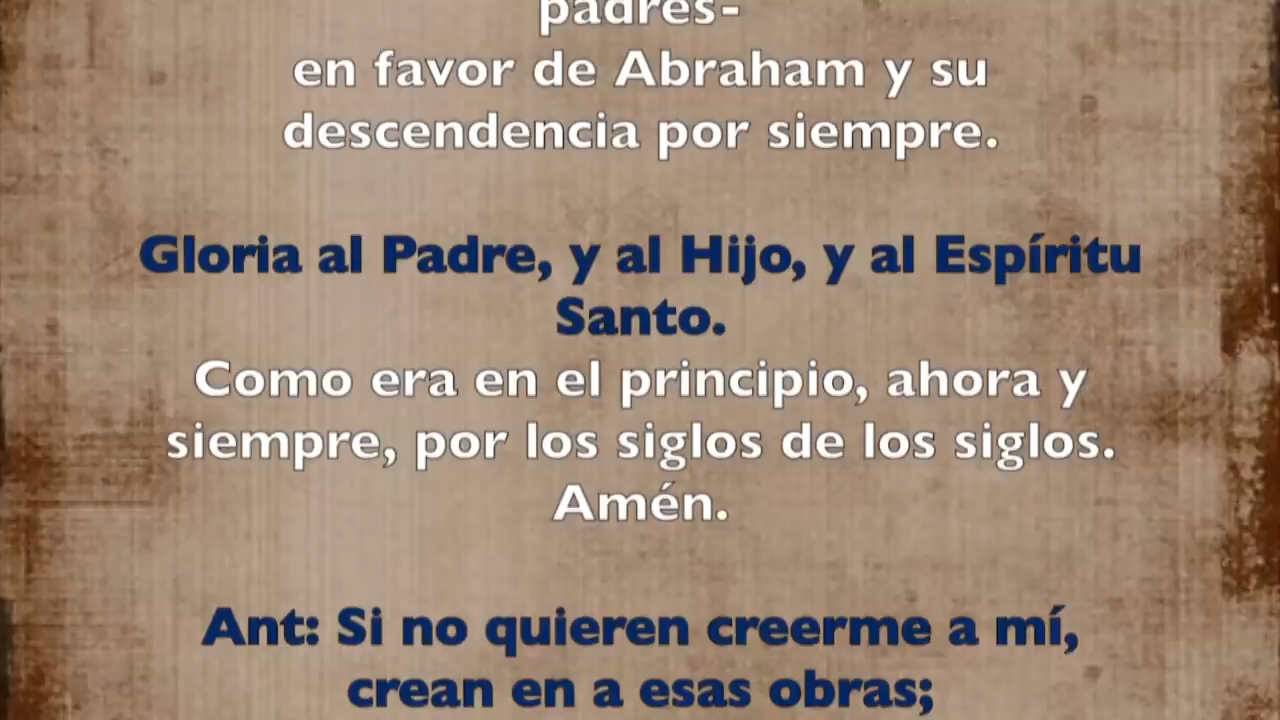 padres-
en favor de Abraham y su
descendencia por siempre.
Gloria al Padre, y al Hijo, y al Espíritu
Santo.
Como era en el principio, ahora y
siempre, por los siglos de los siglos.
Amén.
Ant: Si no quieren creerme a mí,
crean en a esas obras;